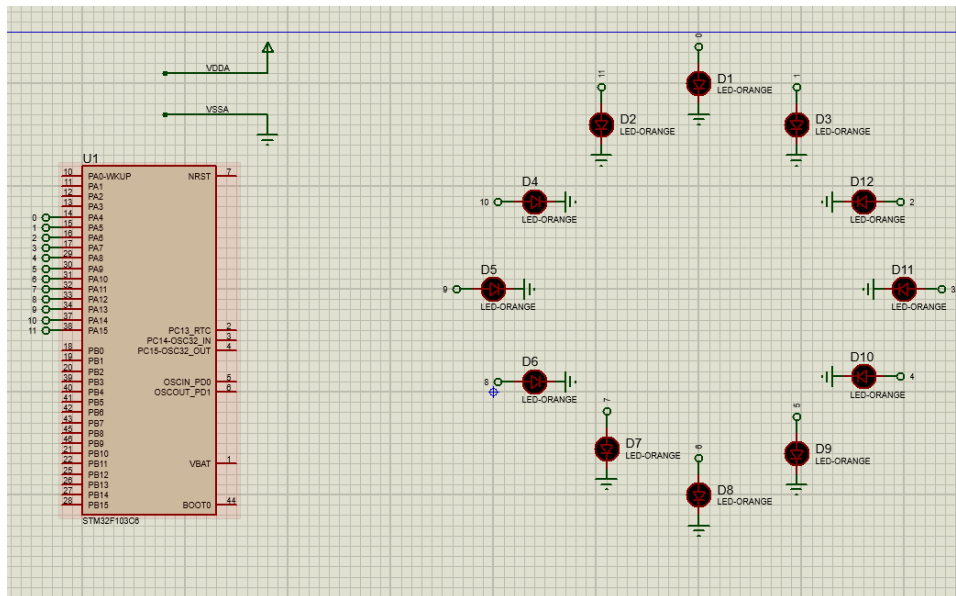 VDDA
VSSA
U1
10 PA0-WKUP NRST 7
11 PA1
12 PA2
13 PA3
0 14 PA4
1 15 PA5
2 16 PA6
3 17 PA7
4 29 PA8
5 30 PA9
6 31 PA10
7 32 PA11
8 33 PA12
9 34 PA13
10 37 PA14
11 38 PA15
PC13_RTC 2
PC14-OSC32_IN 3
PC15-OSC32_OUT 4
18 PB0
19 PB1
20 PB2
39 PB3
40 PB4
41 PB5
42 PB6
43 PB7
45 PB8
46 PB9
21 PB10
22 PB11
25 PB12
26 PB13
27 PB14
28 PB15
OSCIN_PD0 5
OSCOUT_PD1 6
VBAT 1
BOOT0 44
STM32F103C6
0
D1
LED-ORANGE
11
D2
LED-ORANGE
1
D3
LED-ORANGE
10
D4
LED-ORANGE
D12
2
LED-ORANGE
9
D5
LED-ORANGE
D11
3
LED-ORANGE
8
D6
LED-ORANGE
D10
4
LED-ORANGE
7
D7
LED-ORANGE
6
D8
LED-ORANGE
5
D9
LED-ORANGE